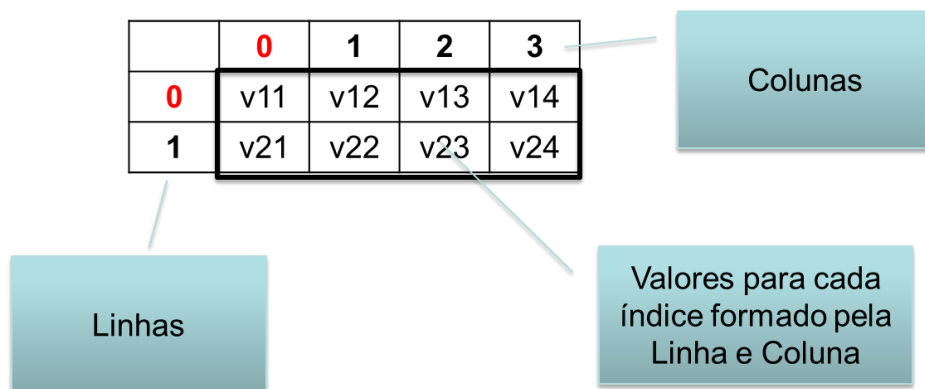 0 1 2 3
0 v11 v12 v13 v14
1 v21 v22 v23 v24
Colunas
Linhas
Valores para cada
índice formado pela
Linha e Coluna